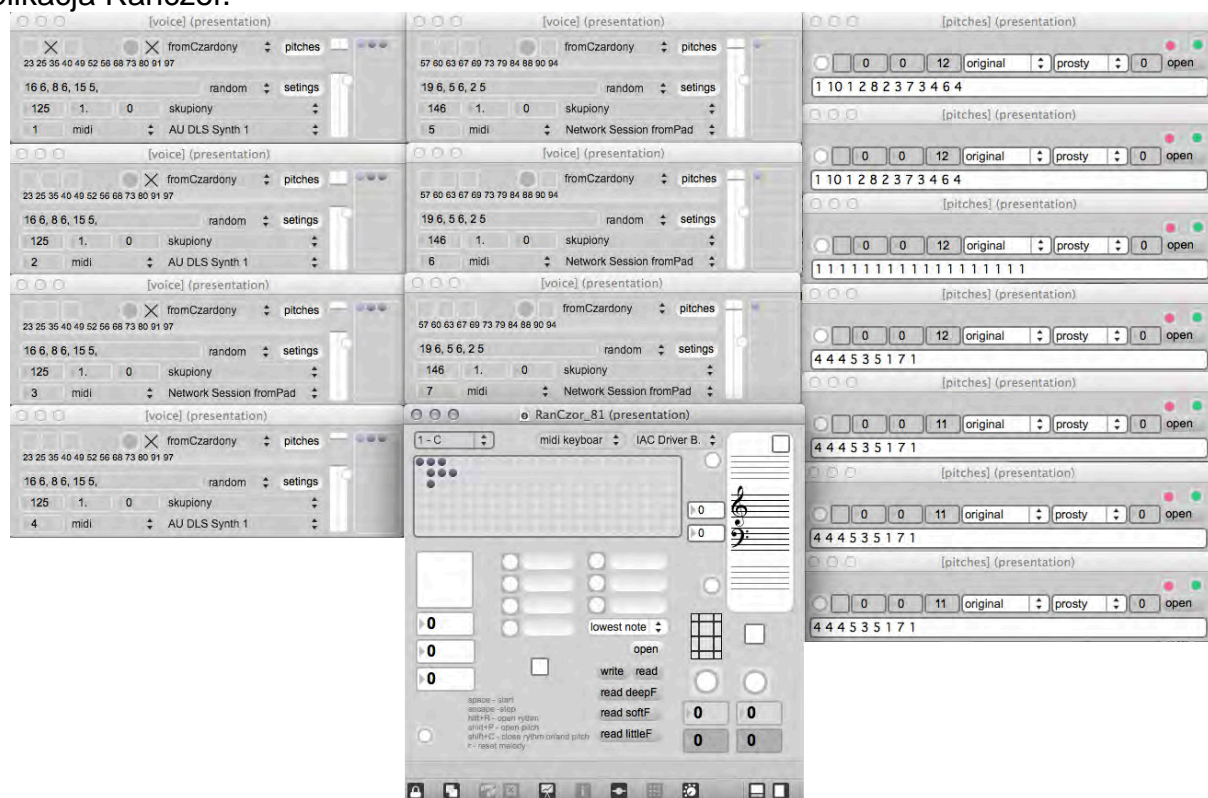 plikacja Ranczor.
[voice] (presentation)
fromCzardony pitches
23 25 35 40 49 52 56 68 73 80 91 97
16 6, 8 6, 15 5, random setings
125 1. 0 skupiony
1 midi AU DLS Synth 1
[voice] (presentation)
fromCzardony pitches
23 25 35 40 49 52 56 68 73 80 91 97
16 6, 8 6, 15 5, random setings
125 1. 0 skupiony
2 midi AU DLS Synth 1
[voice] (presentation)
fromCzardony pitches
23 25 35 40 49 52 56 68 73 80 91 97
16 6, 8 6, 15 5, random setings
125 1. 0 skupiony
3 midi Network Session fromPad
[voice] (presentation)
fromCzardony pitches
23 25 35 40 49 52 56 68 73 80 91 97
16 6, 8 6, 15 5, random setings
125 1. 0 skupiony
4 midi AU DLS Synth 1
[voice] (presentation)
fromCzardony pitches
57 60 63 67 69 73 79 84 88 90 94
19 6, 5 6, 2 5 random setings
146 1. 0 skupiony
5 midi Network Session fromPad
[voice] (presentation)
fromCzardony pitches
57 60 63 67 69 73 79 84 88 90 94
19 6, 5 6, 2 5 random setings
146 1. 0 skupiony
6 midi Network Session fromPad
[voice] (presentation)
fromCzardony pitches
57 60 63 67 69 73 79 84 88 90 94
19 6, 5 6, 2 5 random setings
146 1. 0 skupiony
7 midi Network Session fromPad
RanCzor_81 (presentation)
1 - C midi keyboar IAC Driver B.
0
0
0
lowest note
0 open
write read
0 read deepF
space - start
escape -stop
read softF 0 0
shift+P - open pitch
shift+C - close rythm or/and pitch
read littleF 0 0
r - reset melody
[pitches] (presentation)
0 0 12 original prosty 0 open
1 10 1 2 8 2 3 7 3 4 6 4
[pitches] (presentation)
0 0 12 original prosty 0 open
1 10 1 2 8 2 3 7 3 4 6 4
[pitches] (presentation)
0 0 12 original prosty 0 open
1 1 1 1 1 1 1 1 1 1 1 1 1 1 1 1 1 1
[pitches] (presentation)
0 0 12 original prosty 0 open
4 4 4 5 3 5 1 7 1
[pitches] (presentation)
0 0 11 original prosty 0 open
4 4 4 5 3 5 1 7 1
[pitches] (presentation)
0 0 11 original prosty 0 open
4 4 4 5 3 5 1 7 1
[pitches] (presentation)
0 0 11 original prosty 0 open
4 4 4 5 3 5 1 7 1